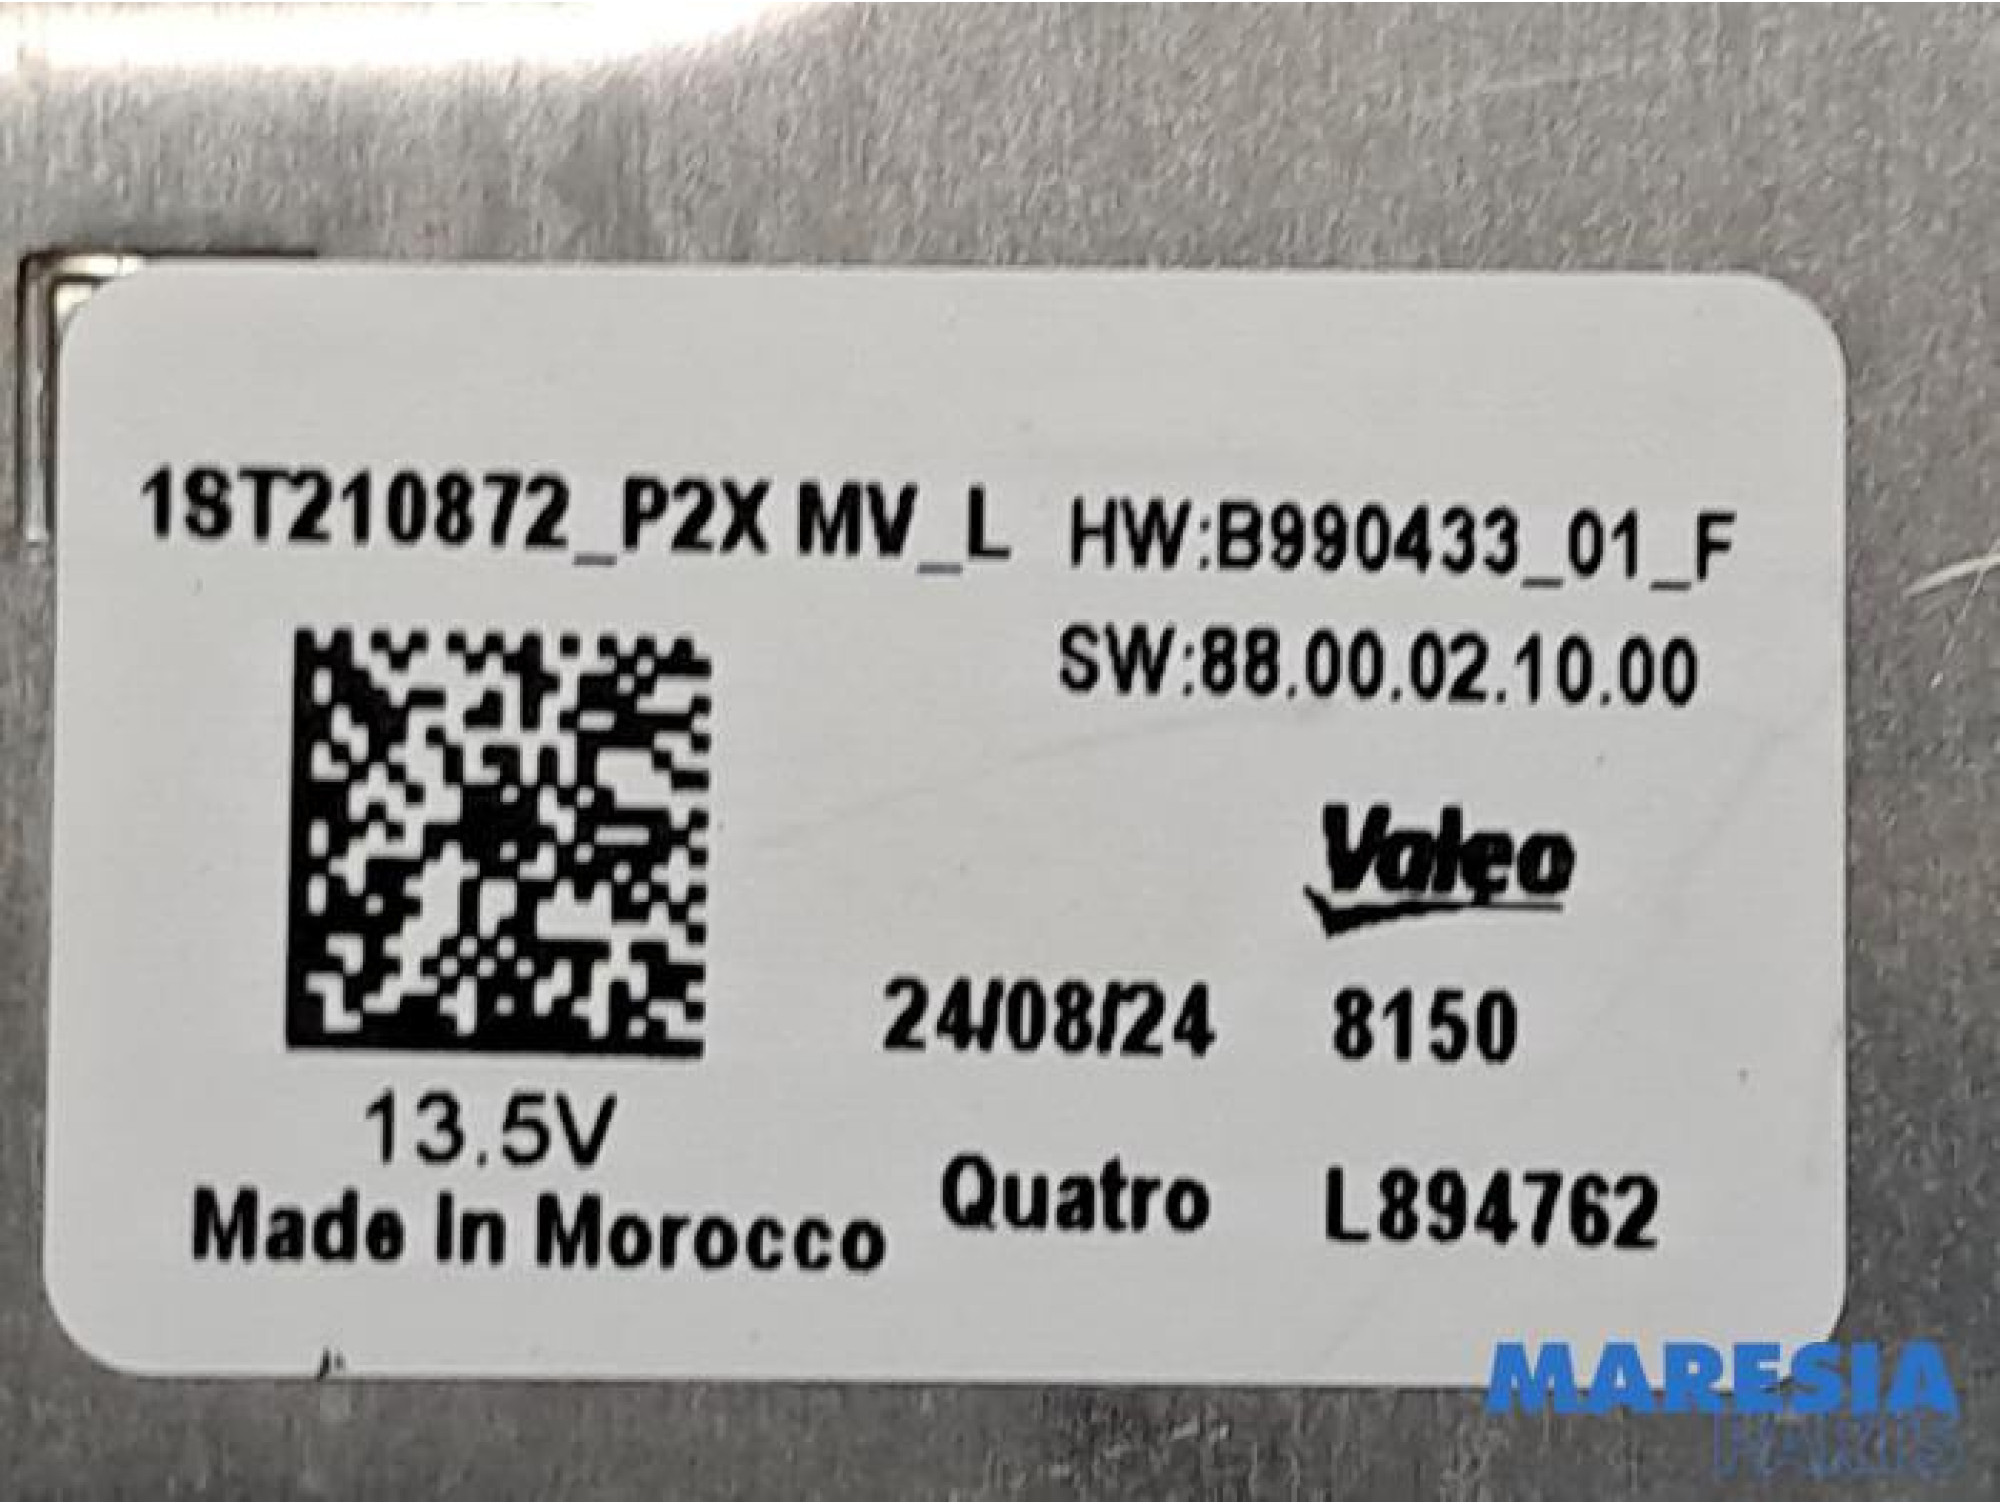 1ST210872_P2X MV_L HW:B990433_01_F
SW:88.00.02.10.00
Valeo
24/08/24 8150
13.5V
Quatro L894762
Made In Morocco
MARESIA
PARTS